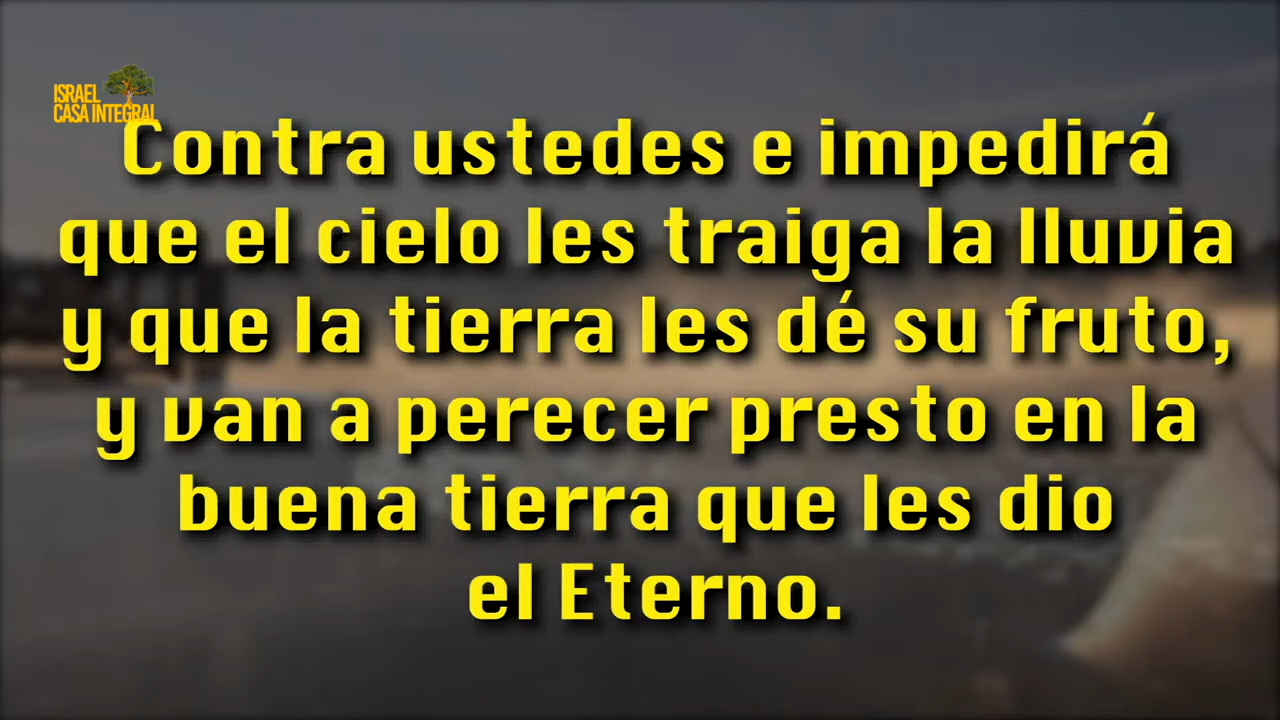 ISRAEL
CASA INTEGRAL
Contra ustedes e impedirá
que el cielo les traiga la lluvia
y que la tierra les dé su fruto,
y van a perecer presto en la
buena tierra que les dio
el Eterno.